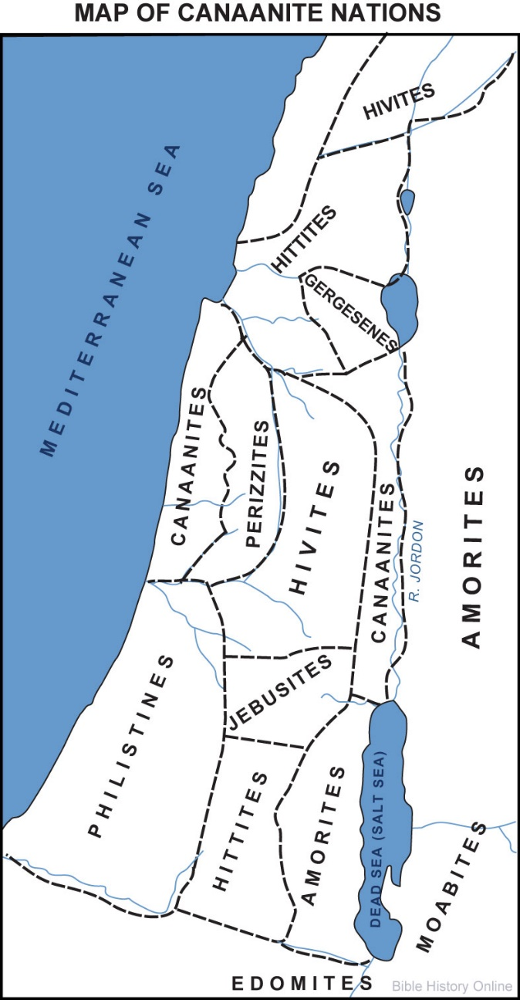 MAP OF CANAANITE NATIONS
HIVITES
MEDITERRANEAN SEA
HITTITES
GERGESENES
CANAANITES
PERIZZITES
HIVITES
CANAANITES
R. JORDON
AMORITES
JEBUSITES
PHILISTINES
HITTITES
AMORITES
DEAD SEA (SALT SEA)
MOABITES
EDOMITES
Bible History Online